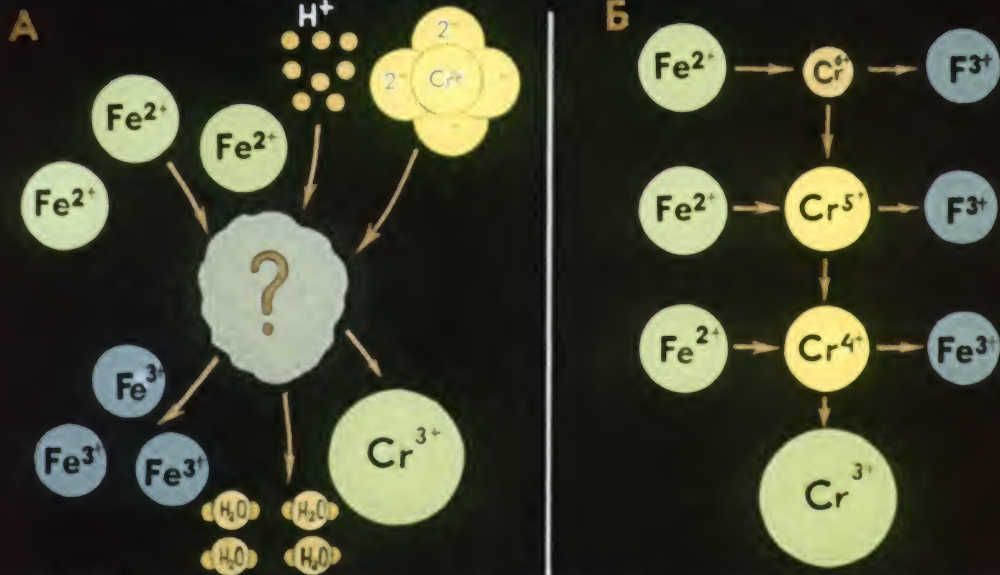 А
H⁺
2⁻
2⁻ Cr
Fe²⁺
Fe²⁺
Fe²⁺
?
Fe³⁺
Fe³⁺
Fe³⁺
Cr³⁺
H₂O H₂O
H₂O H₂O
Б
Fe²⁺ Cr⁶⁺ F³⁺
Fe²⁺ Cr⁵⁺ F³⁺
Fe²⁺ Cr⁴⁺ Fe³⁺
Cr³⁺